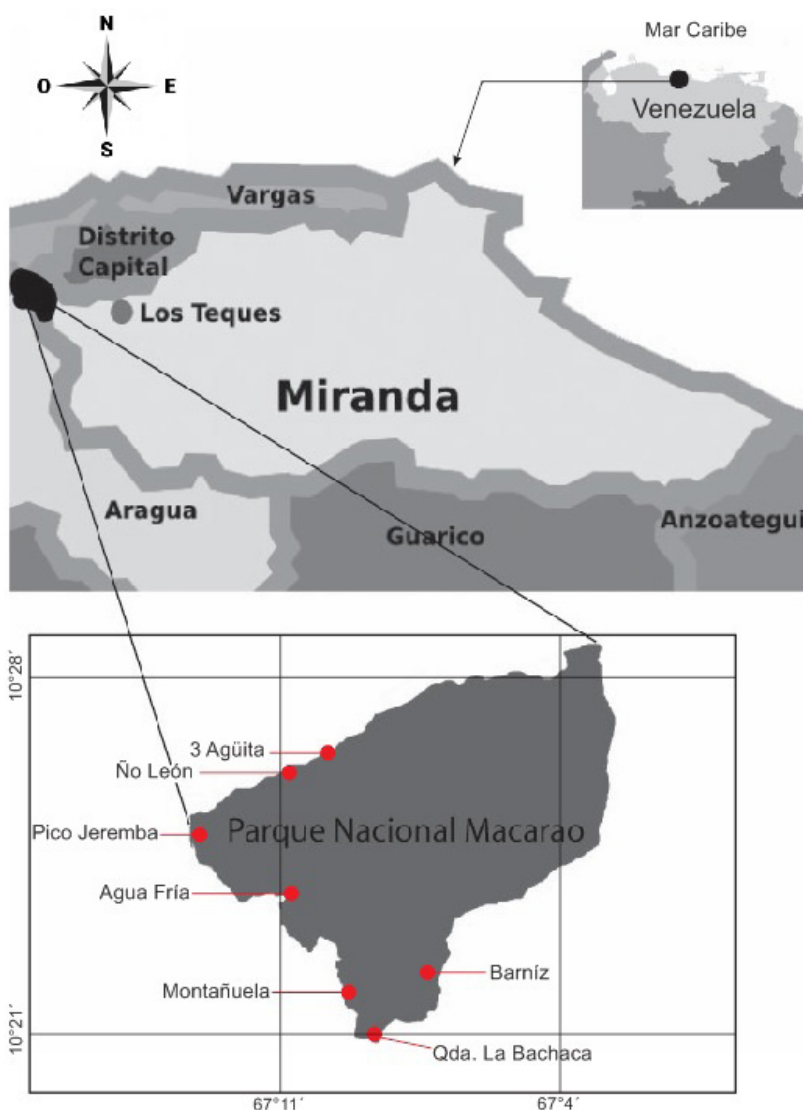 N
O
E
S
Mar Caribe
Venezuela
Vargas
Distrito
Capital
Los Teques
Miranda
Aragua
Guarico
Anzoategui
10°28´
3 Agüita
Ño León
Pico Jeremba
Parque Nacional Macarao
Agua Fría
Barníz
Montañuela
10°21´
Qda. La Bachaca
67°11´
67°4´